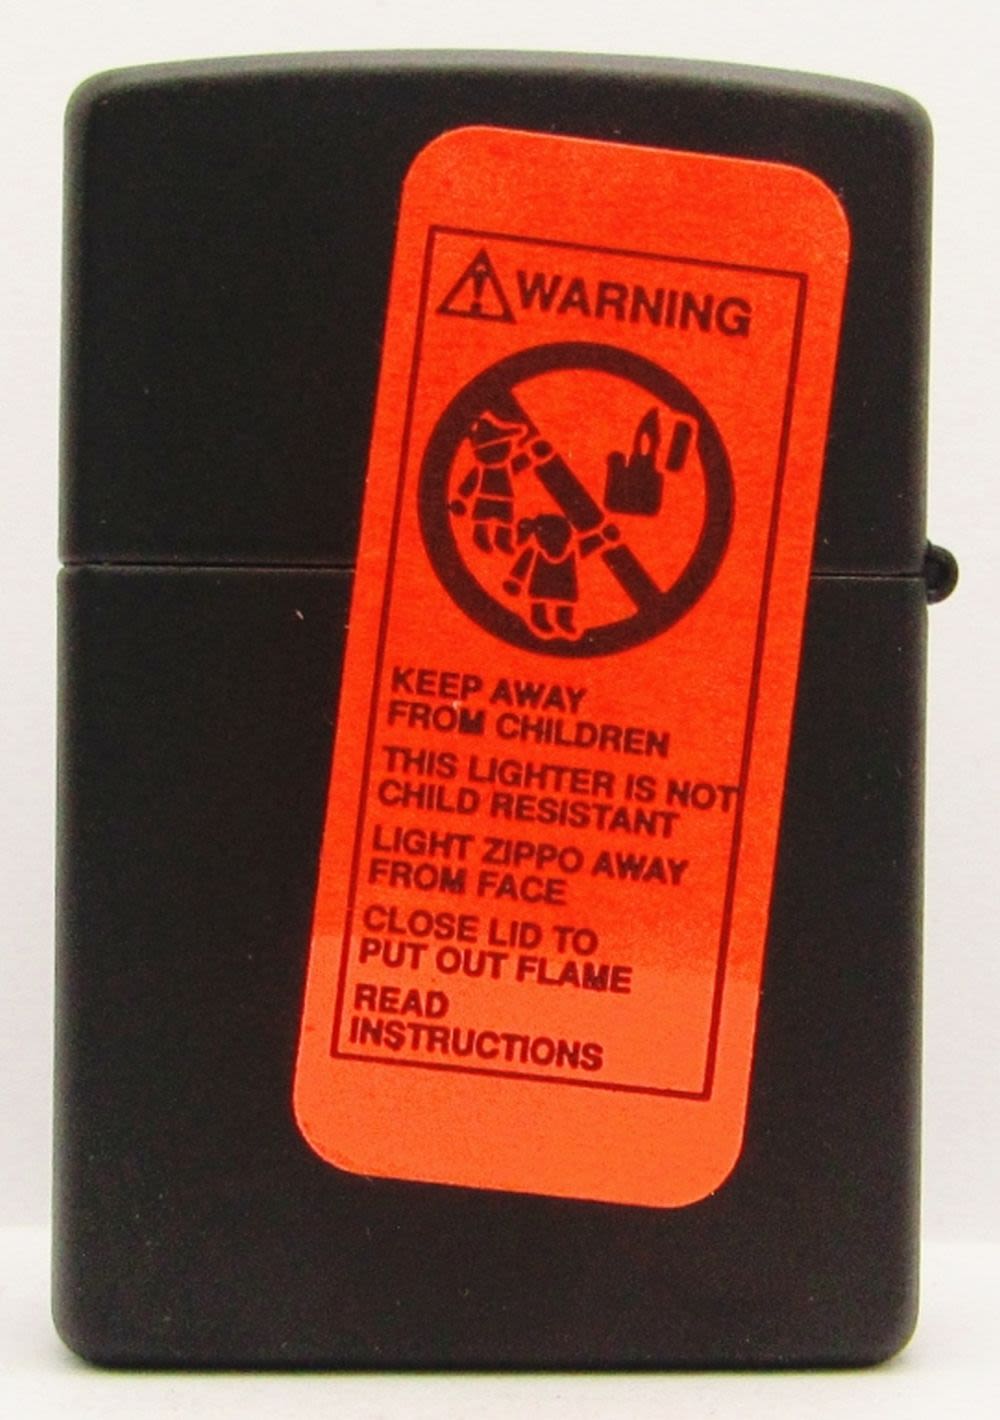 WARNING
KEEP AWAY
FROM CHILDREN
THIS LIGHTER IS NOT
CHILD RESISTANT
LIGHT ZIPPO AWAY
FROM FACE
CLOSE LID TO
PUT OUT FLAME
READ
INSTRUCTIONS